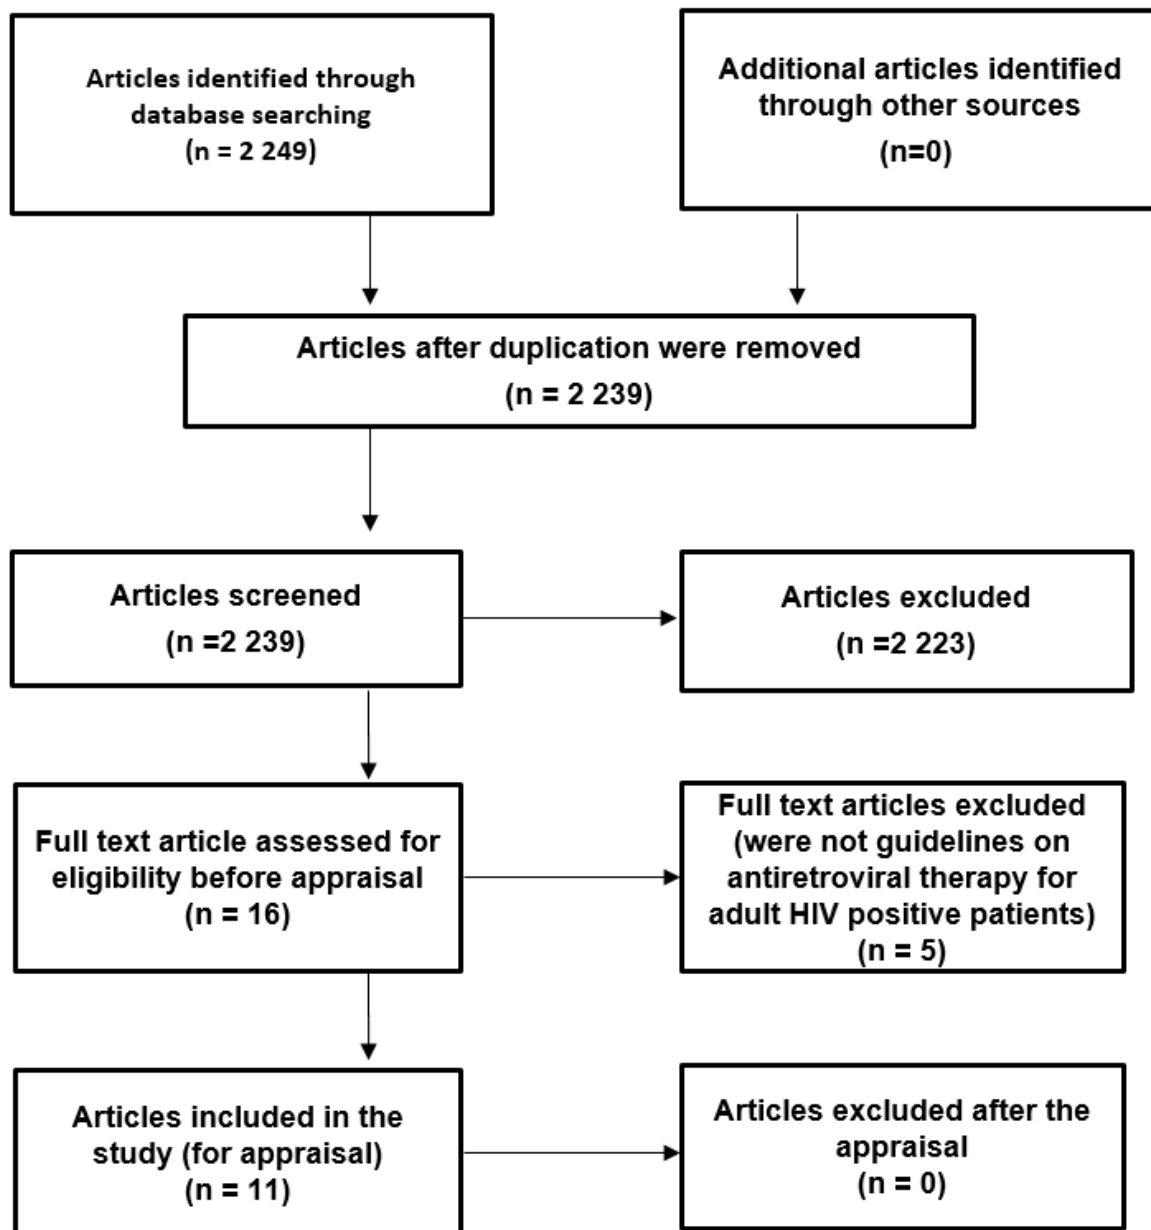 Articles identified through
database searching
(n = 2 249)
Additional articles identified
through other sources
(n=0)
Articles after duplication were removed
(n = 2 239)
Articles screened
(n =2 239)
Articles excluded
(n =2 223)
Full text article assessed for
eligibility before appraisal
(n = 16)
Full text articles excluded
(were not guidelines on
antiretroviral therapy for
adult HIV positive patients)
(n = 5)
Articles included in the
study (for appraisal)
(n = 11)
Articles excluded after the
appraisal
(n = 0)